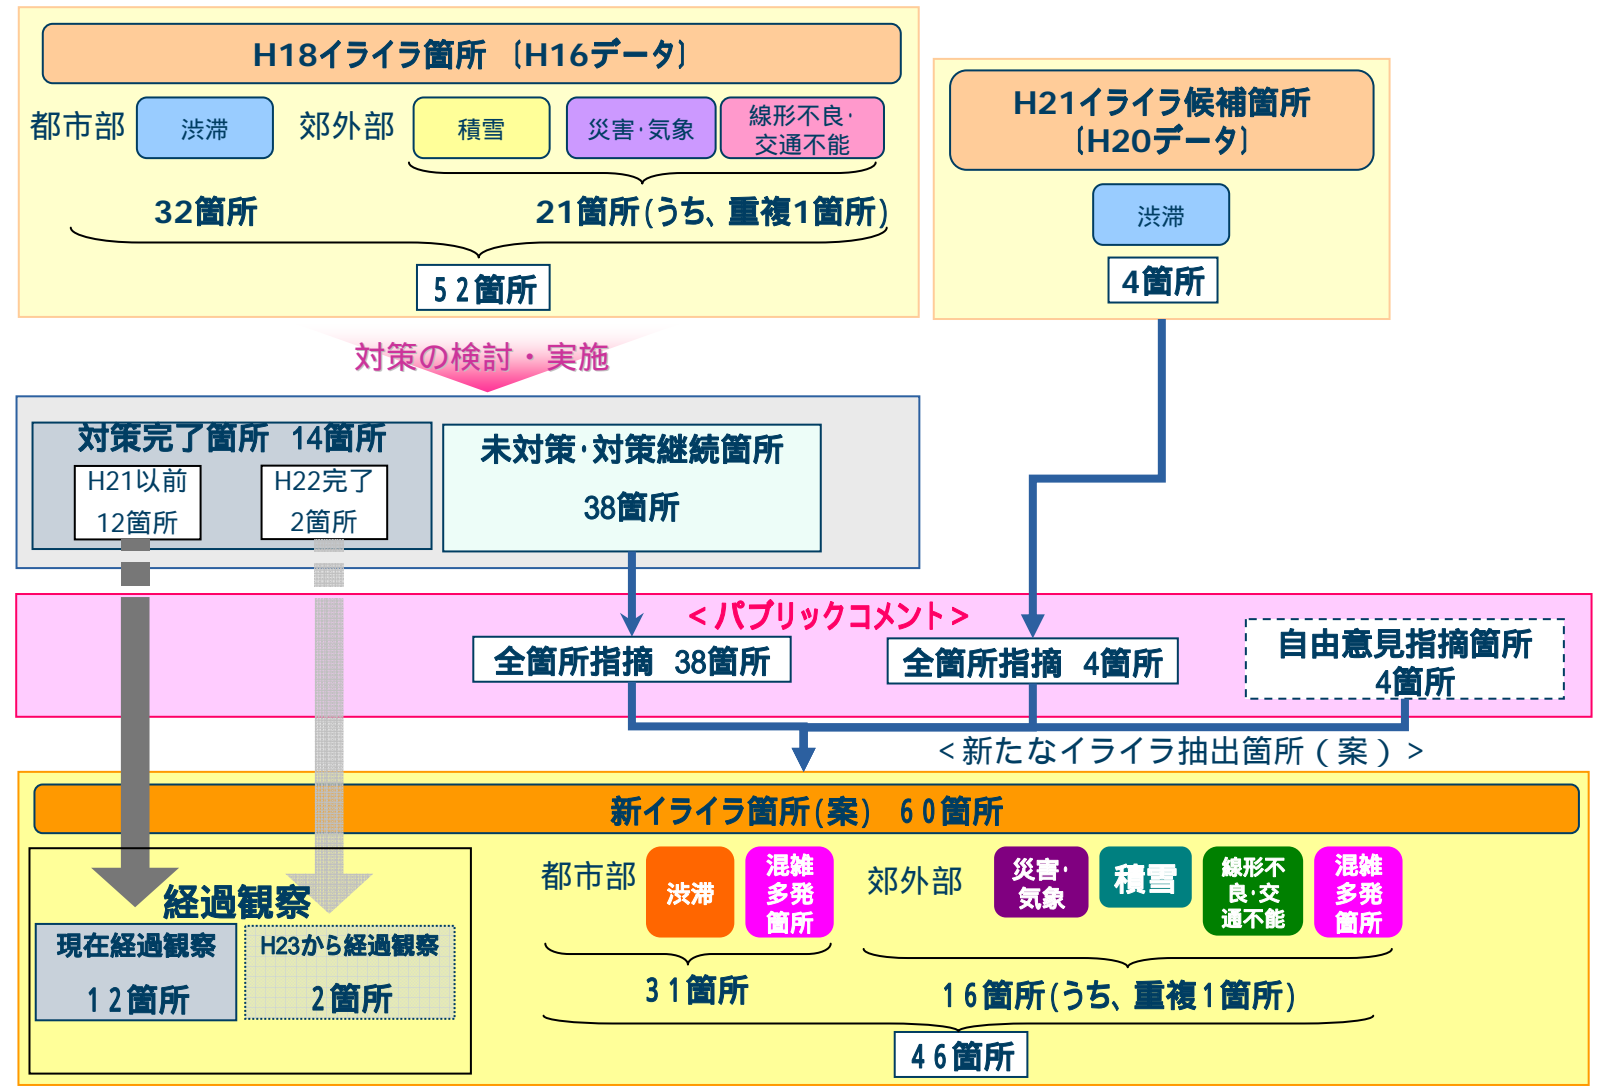 H18イライラ箇所 〔H16データ〕
都市部
渋滞
郊外部
積雪
災害・気象
線形不良・
交通不能
32箇所
21箇所(うち、重複1箇所)
52箇所
H21イライラ候補箇所
〔H20データ〕
渋滞
4箇所
対策の検討・実施
対策完了箇所 14箇所
H21以前
12箇所
H22完了
2箇所
未対策・対策継続箇所
38箇所
<パブリックコメント>
全箇所指摘 38箇所
全箇所指摘 4箇所
自由意見指摘箇所
4箇所
<新たなイライラ抽出箇所(案)>
新イライラ箇所(案) 60箇所
経過観察
現在経過観察
12箇所
H23から経過観察
2箇所
都市部
渋滞
混雑
多発
箇所
31箇所
郊外部
災害・
気象
積雪
線形不
良・交
通不能
混雑
多発
箇所
16箇所(うち、重複1箇所)
46箇所